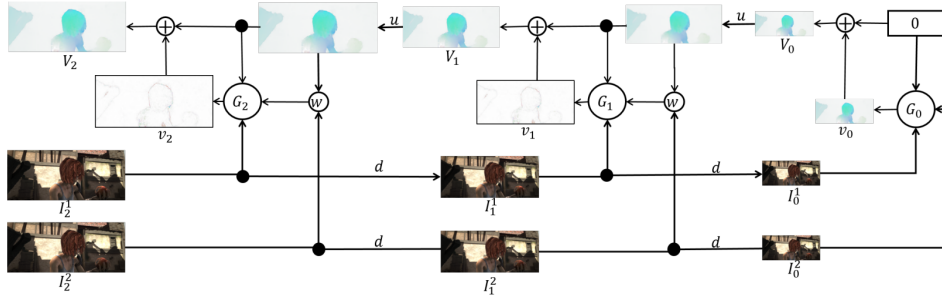 u u 0
V₂ V₁ V₀
G₂ w G₁ w G₀
v₂ v₁ v₀
d d
I₂¹ I₁¹ I₀¹
d d
I₂² I₁² I₀²